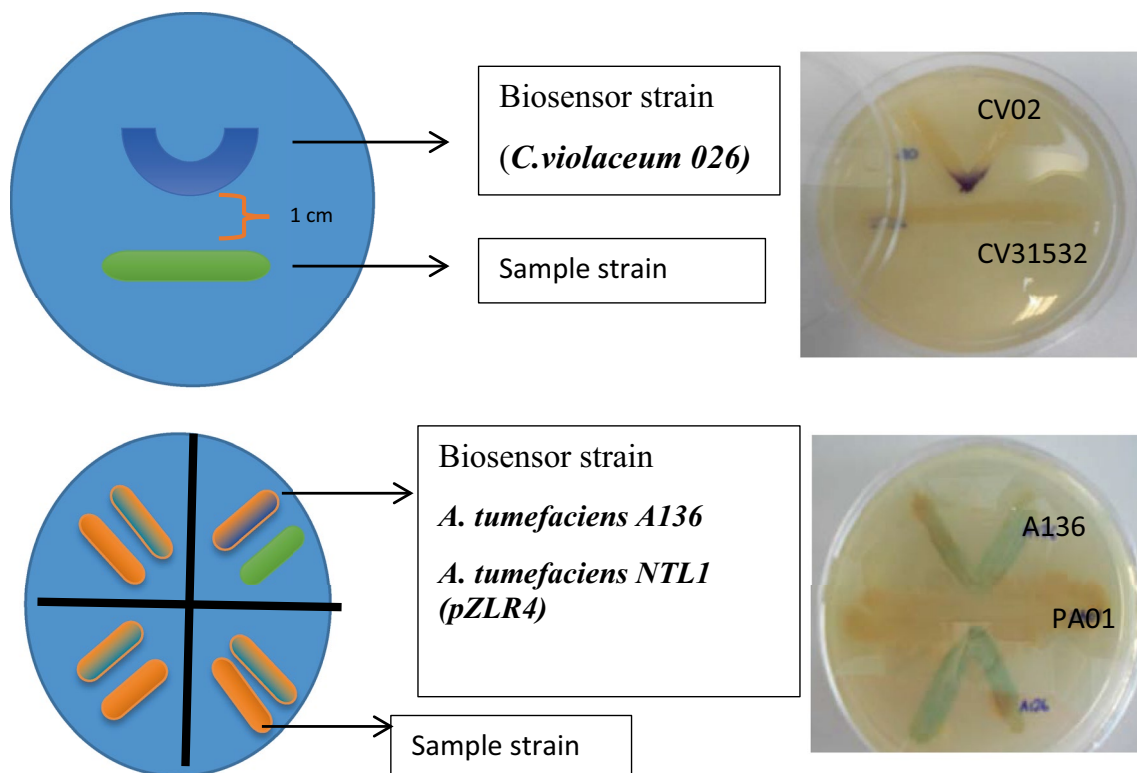 Biosensor strain
(C.violaceum 026)
1 cm
Sample strain
CV02
CV31532
Biosensor strain
A. tumefaciens A136
A. tumefaciens NTL1
(pZLR4)
Sample strain
A136
PA01